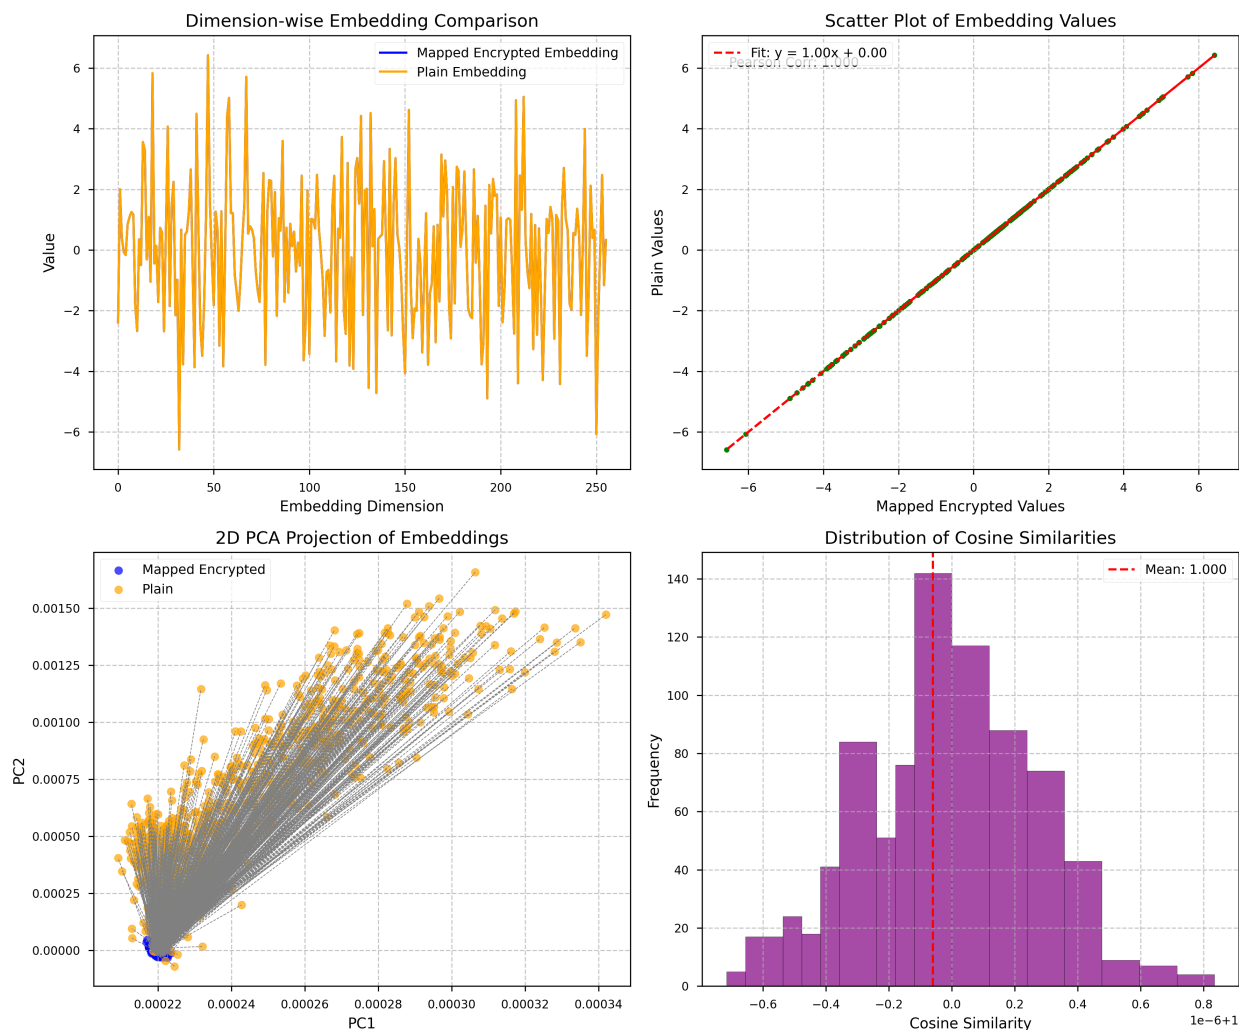 Dimension-wise Embedding Comparison
Mapped Encrypted Embedding
Plain Embedding
6
4
2
0
−2
−4
−6
Value
0 50 100 150 200 250
Embedding Dimension
Scatter Plot of Embedding Values
Fit: y = 1.00x + 0.00
Pearson Corr: 1.000
6
4
2
0
−2
−4
−6
Plain Values
−6 −4 −2 0 2 4 6
Mapped Encrypted Values
2D PCA Projection of Embeddings
Mapped Encrypted
Plain
0.00150
0.00125
0.00100
0.00075
0.00050
0.00025
0.00000
PC2
0.00022 0.00024 0.00026 0.00028 0.00030 0.00032 0.00034
PC1
Distribution of Cosine Similarities
Mean: 1.000
140
120
100
80
60
40
20
0
Frequency
−0.6 −0.4 −0.2 0.0 0.2 0.4 0.6 0.8
1e−6+1
Cosine Similarity